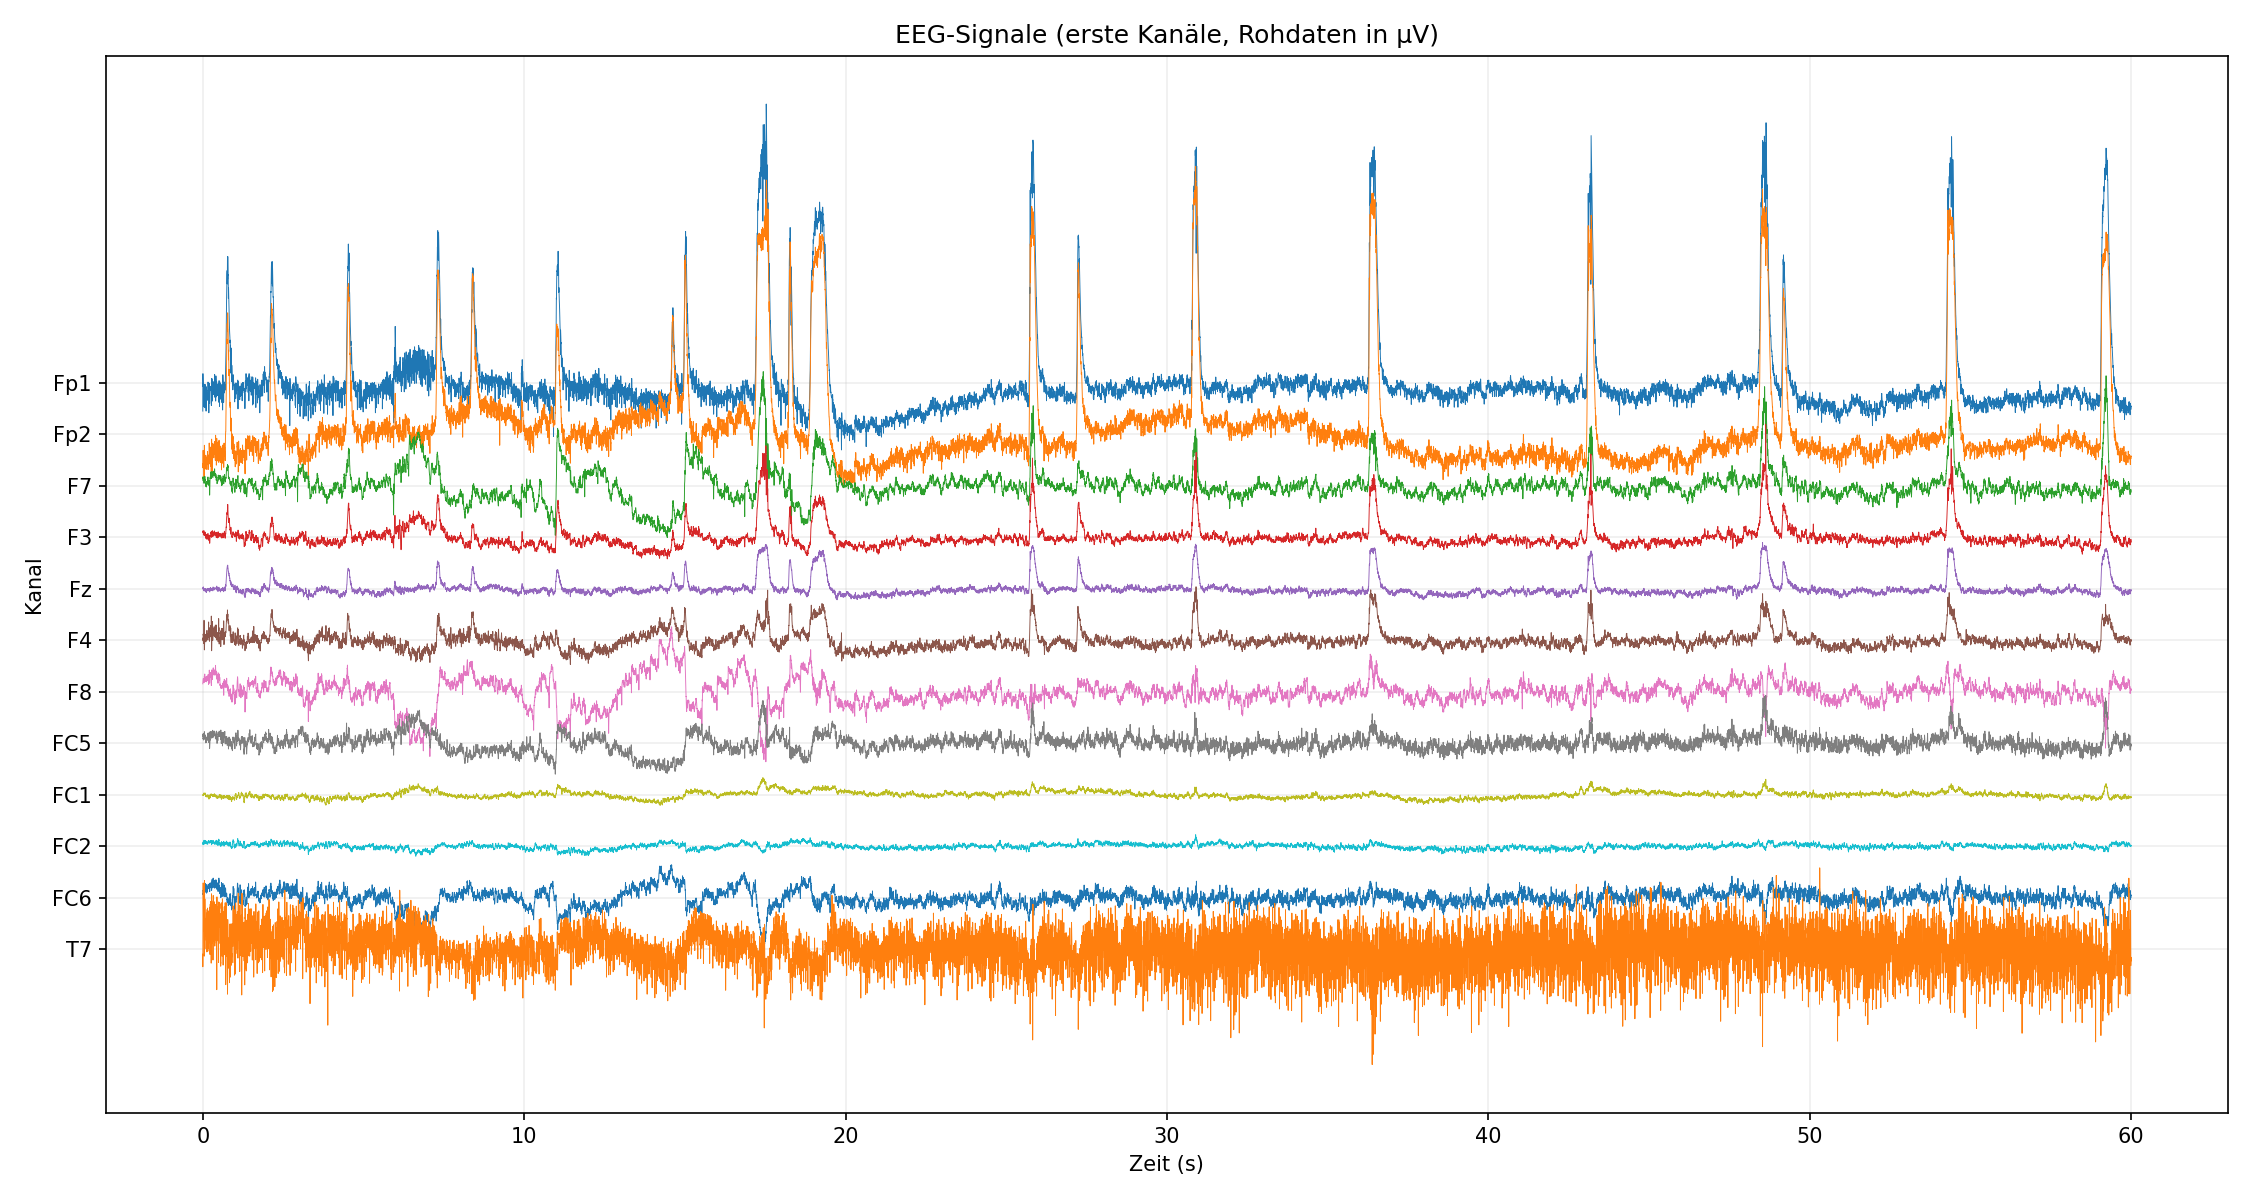 EEG-Signale (erste Kanäle, Rohdaten in µV)
Kanal
Fp1
Fp2
F7
F3
Fz
F4
F8
FC5
FC1
FC2
FC6
T7
0 10 20 30 40 50 60
Zeit (s)